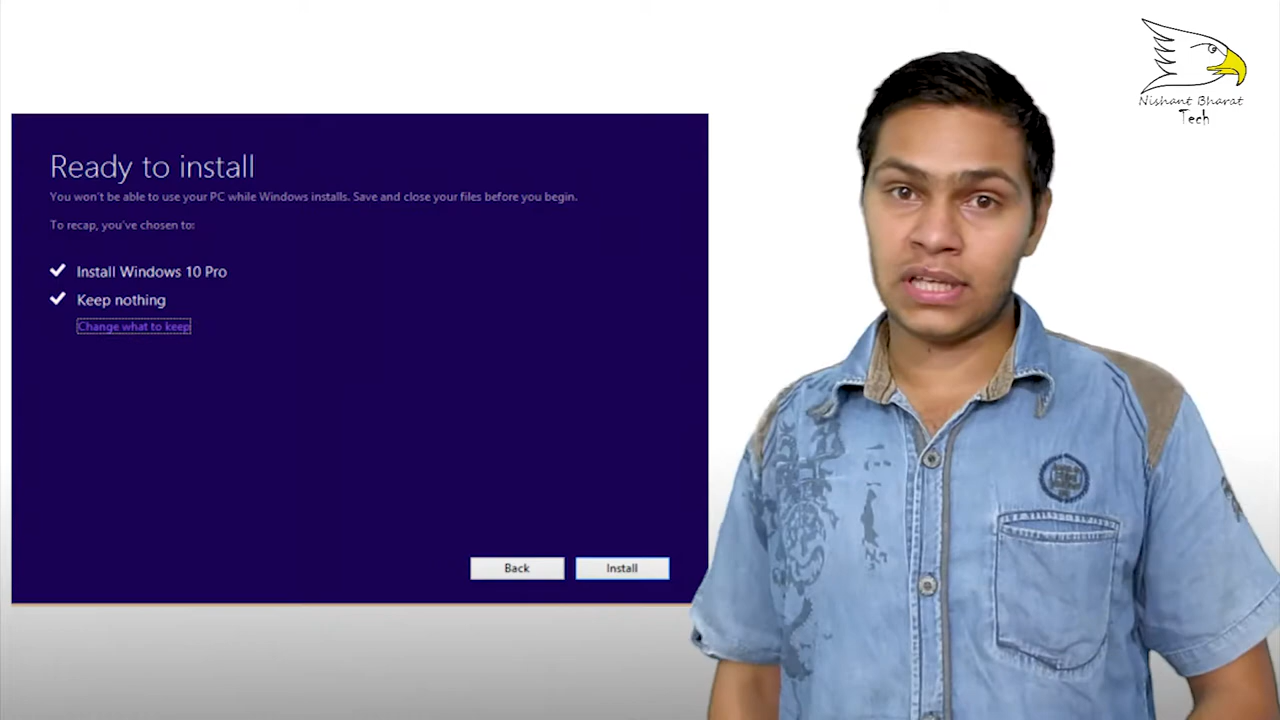 Nishant Bharat
Tech
Ready to install
You won't be able to use your PC while Windows installs. Save and close your files before you begin.
To recap, you've chosen to:
Install Windows 10 Pro
Keep nothing
Change what to keep
Back
Install